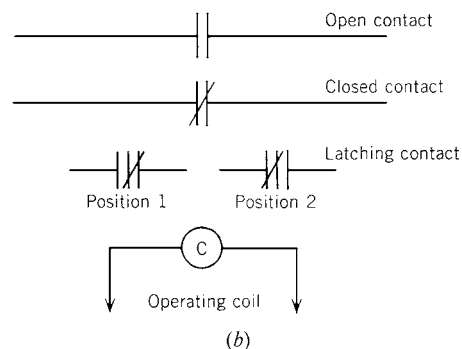 Open contact
Closed contact
Latching contact
Position 1 Position 2
C
Operating coil
(b)